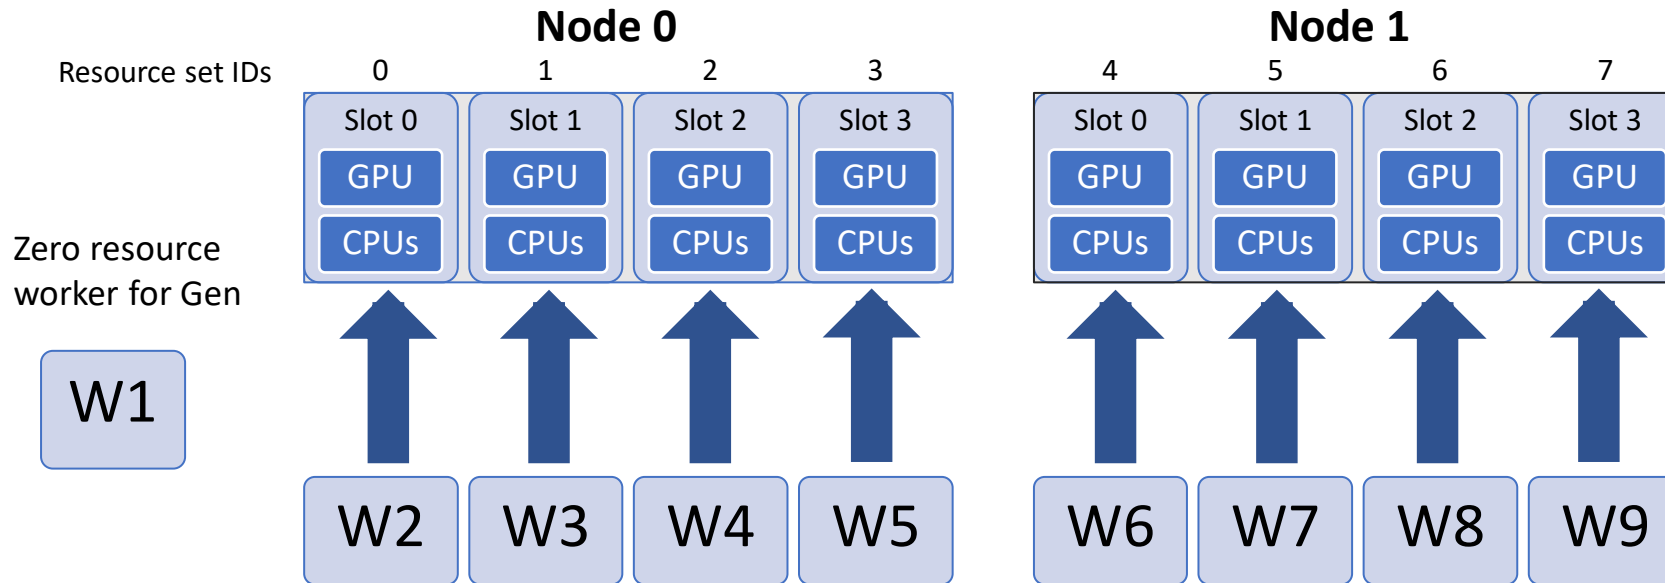 Node 0 Node 1
Resource set IDs 0 1 2 3 4 5 6 7
Slot 0 Slot 1 Slot 2 Slot 3 Slot 0 Slot 1 Slot 2 Slot 3
GPU GPU GPU GPU GPU GPU GPU GPU
CPUs CPUs CPUs CPUs CPUs CPUs CPUs CPUs
Zero resource
worker for Gen
W1
W2 W3 W4 W5 W6 W7 W8 W9